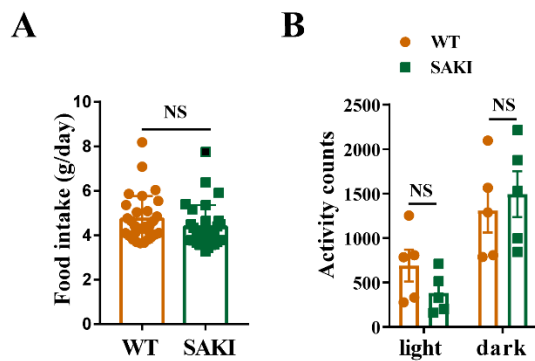 A
Food intake (g/day)
10
8
6
4
2
0
NS
WT SAKI
B
WT
SAKI
Activity counts
2500
2000
1500
1000
500
0
NS
NS
light dark